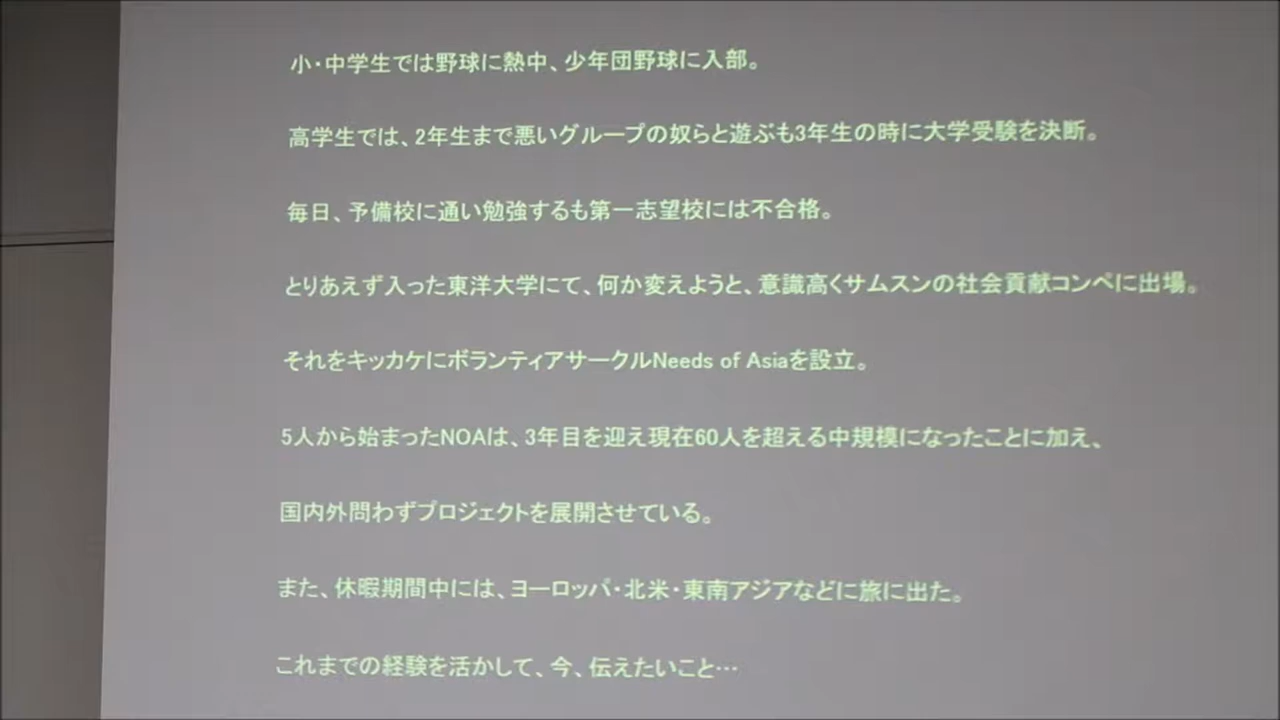 小・中学生では野球に熱中、少年団野球に入部。
高学生では、2年生まで悪いグループの奴らと遊ぶも3年生の時に大学受験を決断。
毎日、予備校に通い勉強するも第一志望校には不合格。
とりあえず入った東洋大学にて、何か変えようと、意識高くサムスンの社会貢献コンペに出場。
それをキッカケにボランティアサークルNeeds of Asiaを設立。
5人から始まったNOAは、3年目を迎え現在60人を超える中規模になったことに加え、
国内外問わずプロジェクトを展開させている。
また、休暇期間中には、ヨーロッパ・北米・東南アジアなどに旅に出た。
これまでの経験を活かして、今、伝えたいこと…